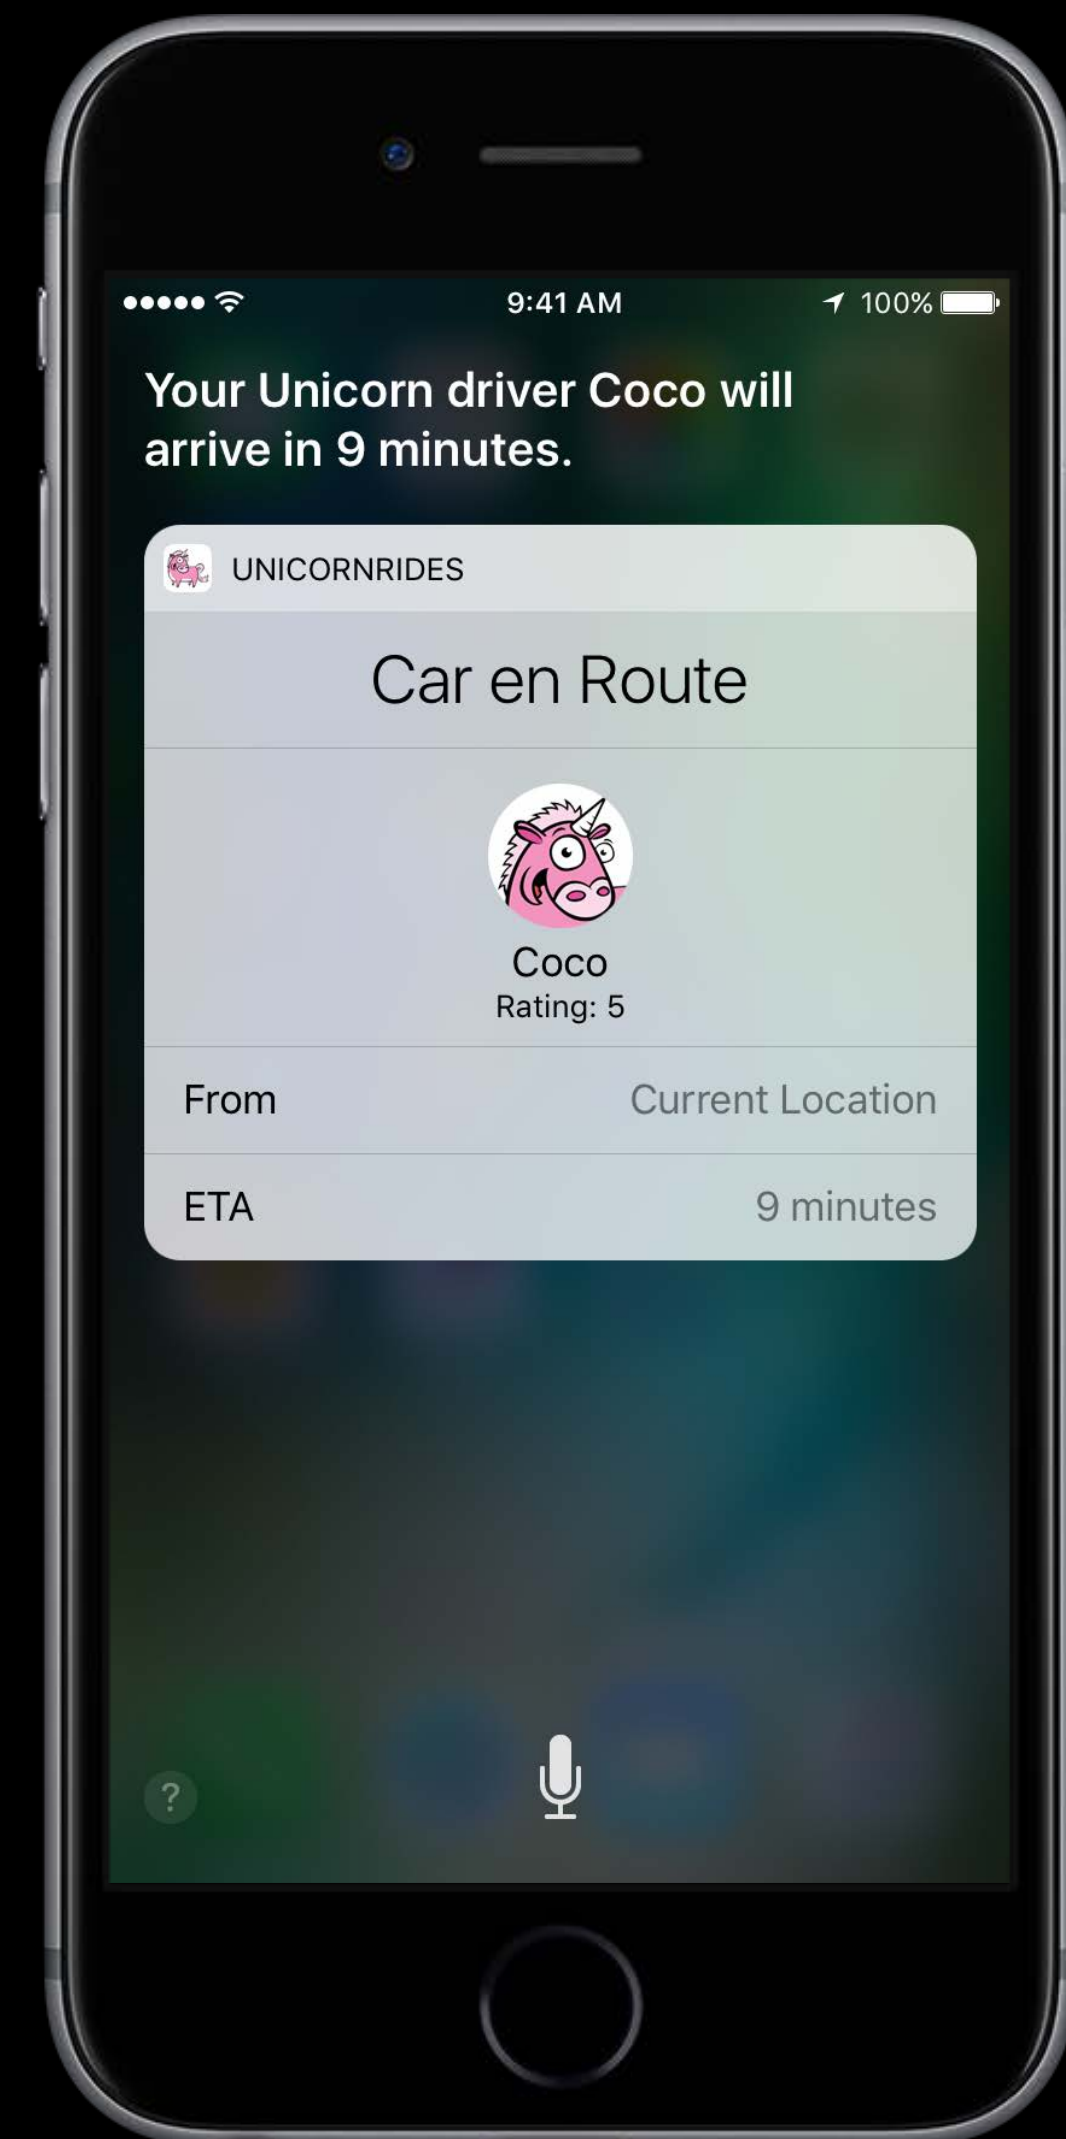 9:41 AM
100%
Your Unicorn driver Coco will
arrive in 9 minutes.
UNICORNRIDES
Car en Route
Coco
Rating: 5
From Current Location
ETA 9 minutes
?